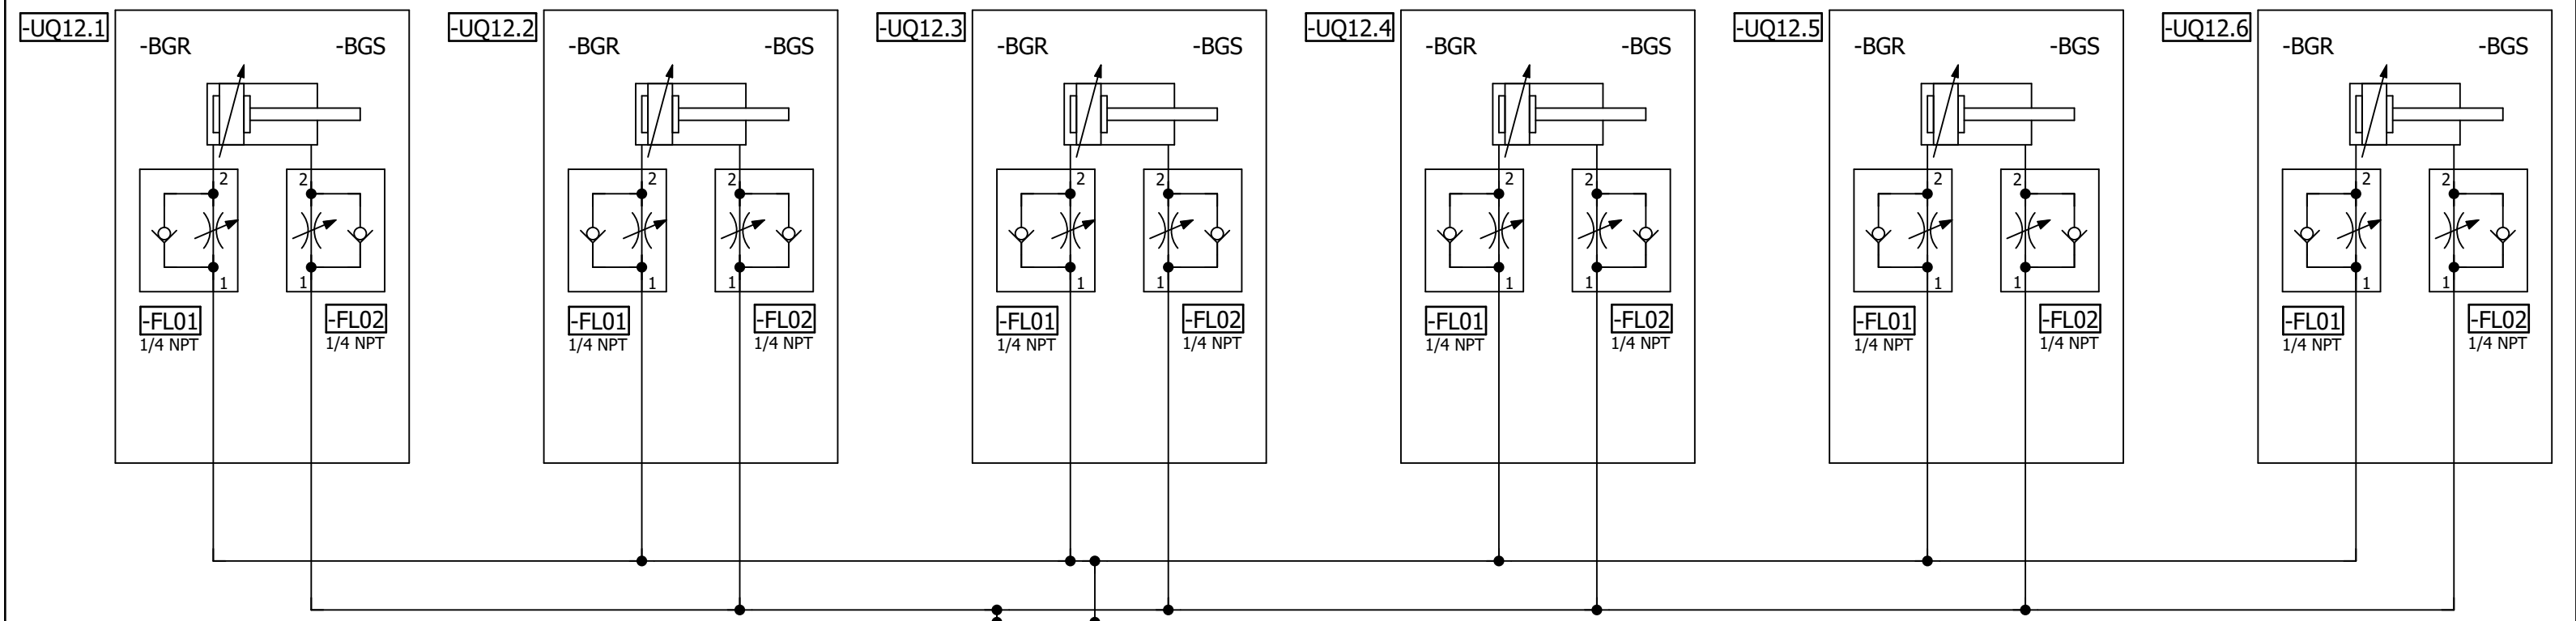 -UQ12.1
-BGR -BGS
2 2
1 1
-FL01 -FL02
1/4 NPT 1/4 NPT
-UQ12.2
-BGR -BGS
2 2
1 1
-FL01 -FL02
1/4 NPT 1/4 NPT
-UQ12.3
-BGR -BGS
2 2
1 1
-FL01 -FL02
1/4 NPT 1/4 NPT
-UQ12.4
-BGR -BGS
2 2
1 1
-FL01 -FL02
1/4 NPT 1/4 NPT
-UQ12.5
-BGR -BGS
2 2
1 1
-FL01 -FL02
1/4 NPT 1/4 NPT
-UQ12.6
-BGR -BGS
2 2
1 1
-FL01 -FL02
1/4 NPT 1/4 NPT